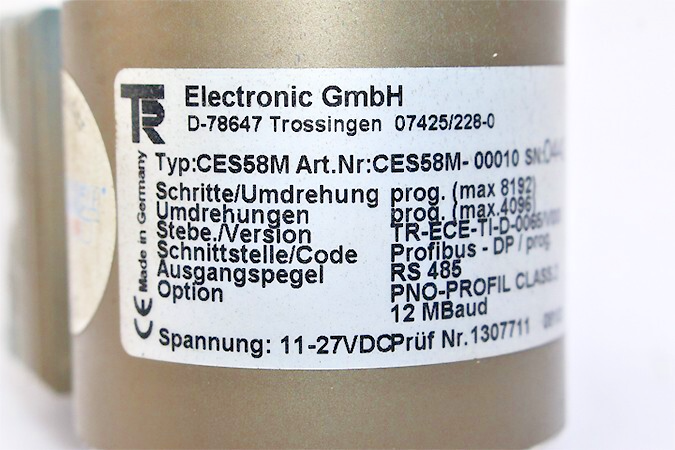 TR
Electronic GmbH
D-78647 Trossingen 07425/228-0
Typ:CES58M Art.Nr:CES58M- 00010 SN:
Schritte/Umdrehung prog. (max 8192)
Umdrehungen prog. (max.4096)
Stebe./Version TR-ECE-TI-D-0065/V001
Schnittstelle/Code Profibus - DP / prog.
Ausgangspegel RS 485
Option PNO-PROFIL CLASS.2
12 MBaud
Spannung: 11-27VDC Prüf Nr.1307711
CE Made in Germany